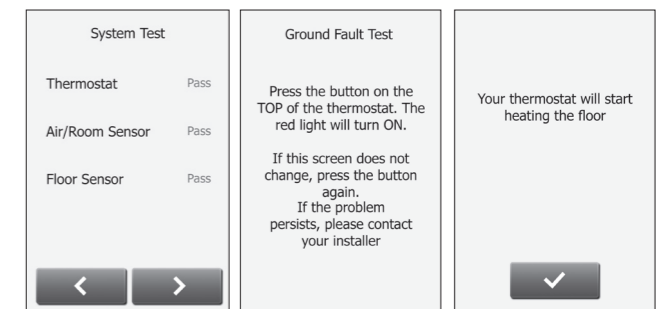 System Test
Thermostat Pass
Air/Room Sensor Pass
Floor Sensor Pass
Ground Fault Test
Press the button on the
TOP of the thermostat. The
red light will turn ON.
If this screen does not
change, press the button
again.
If the problem
persists, please contact
your installer
Your thermostat will start
heating the floor